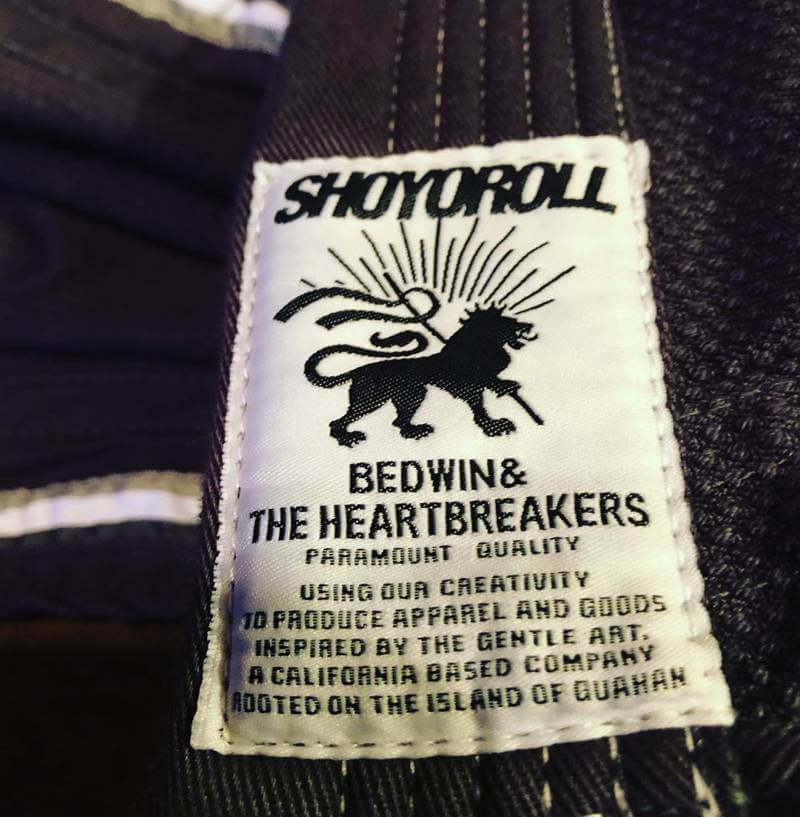 SHOYOROLL
BEDWIN&
THE HEARTBREAKERS
PARAMOUNT QUALITY
USING OUR CREATIVITY
TO PRODUCE APPAREL AND GOODS
INSPIRED BY THE GENTLE ART.
A CALIFORNIA BASED COMPANY
ROOTED ON THE ISLAND OF GUAHAN